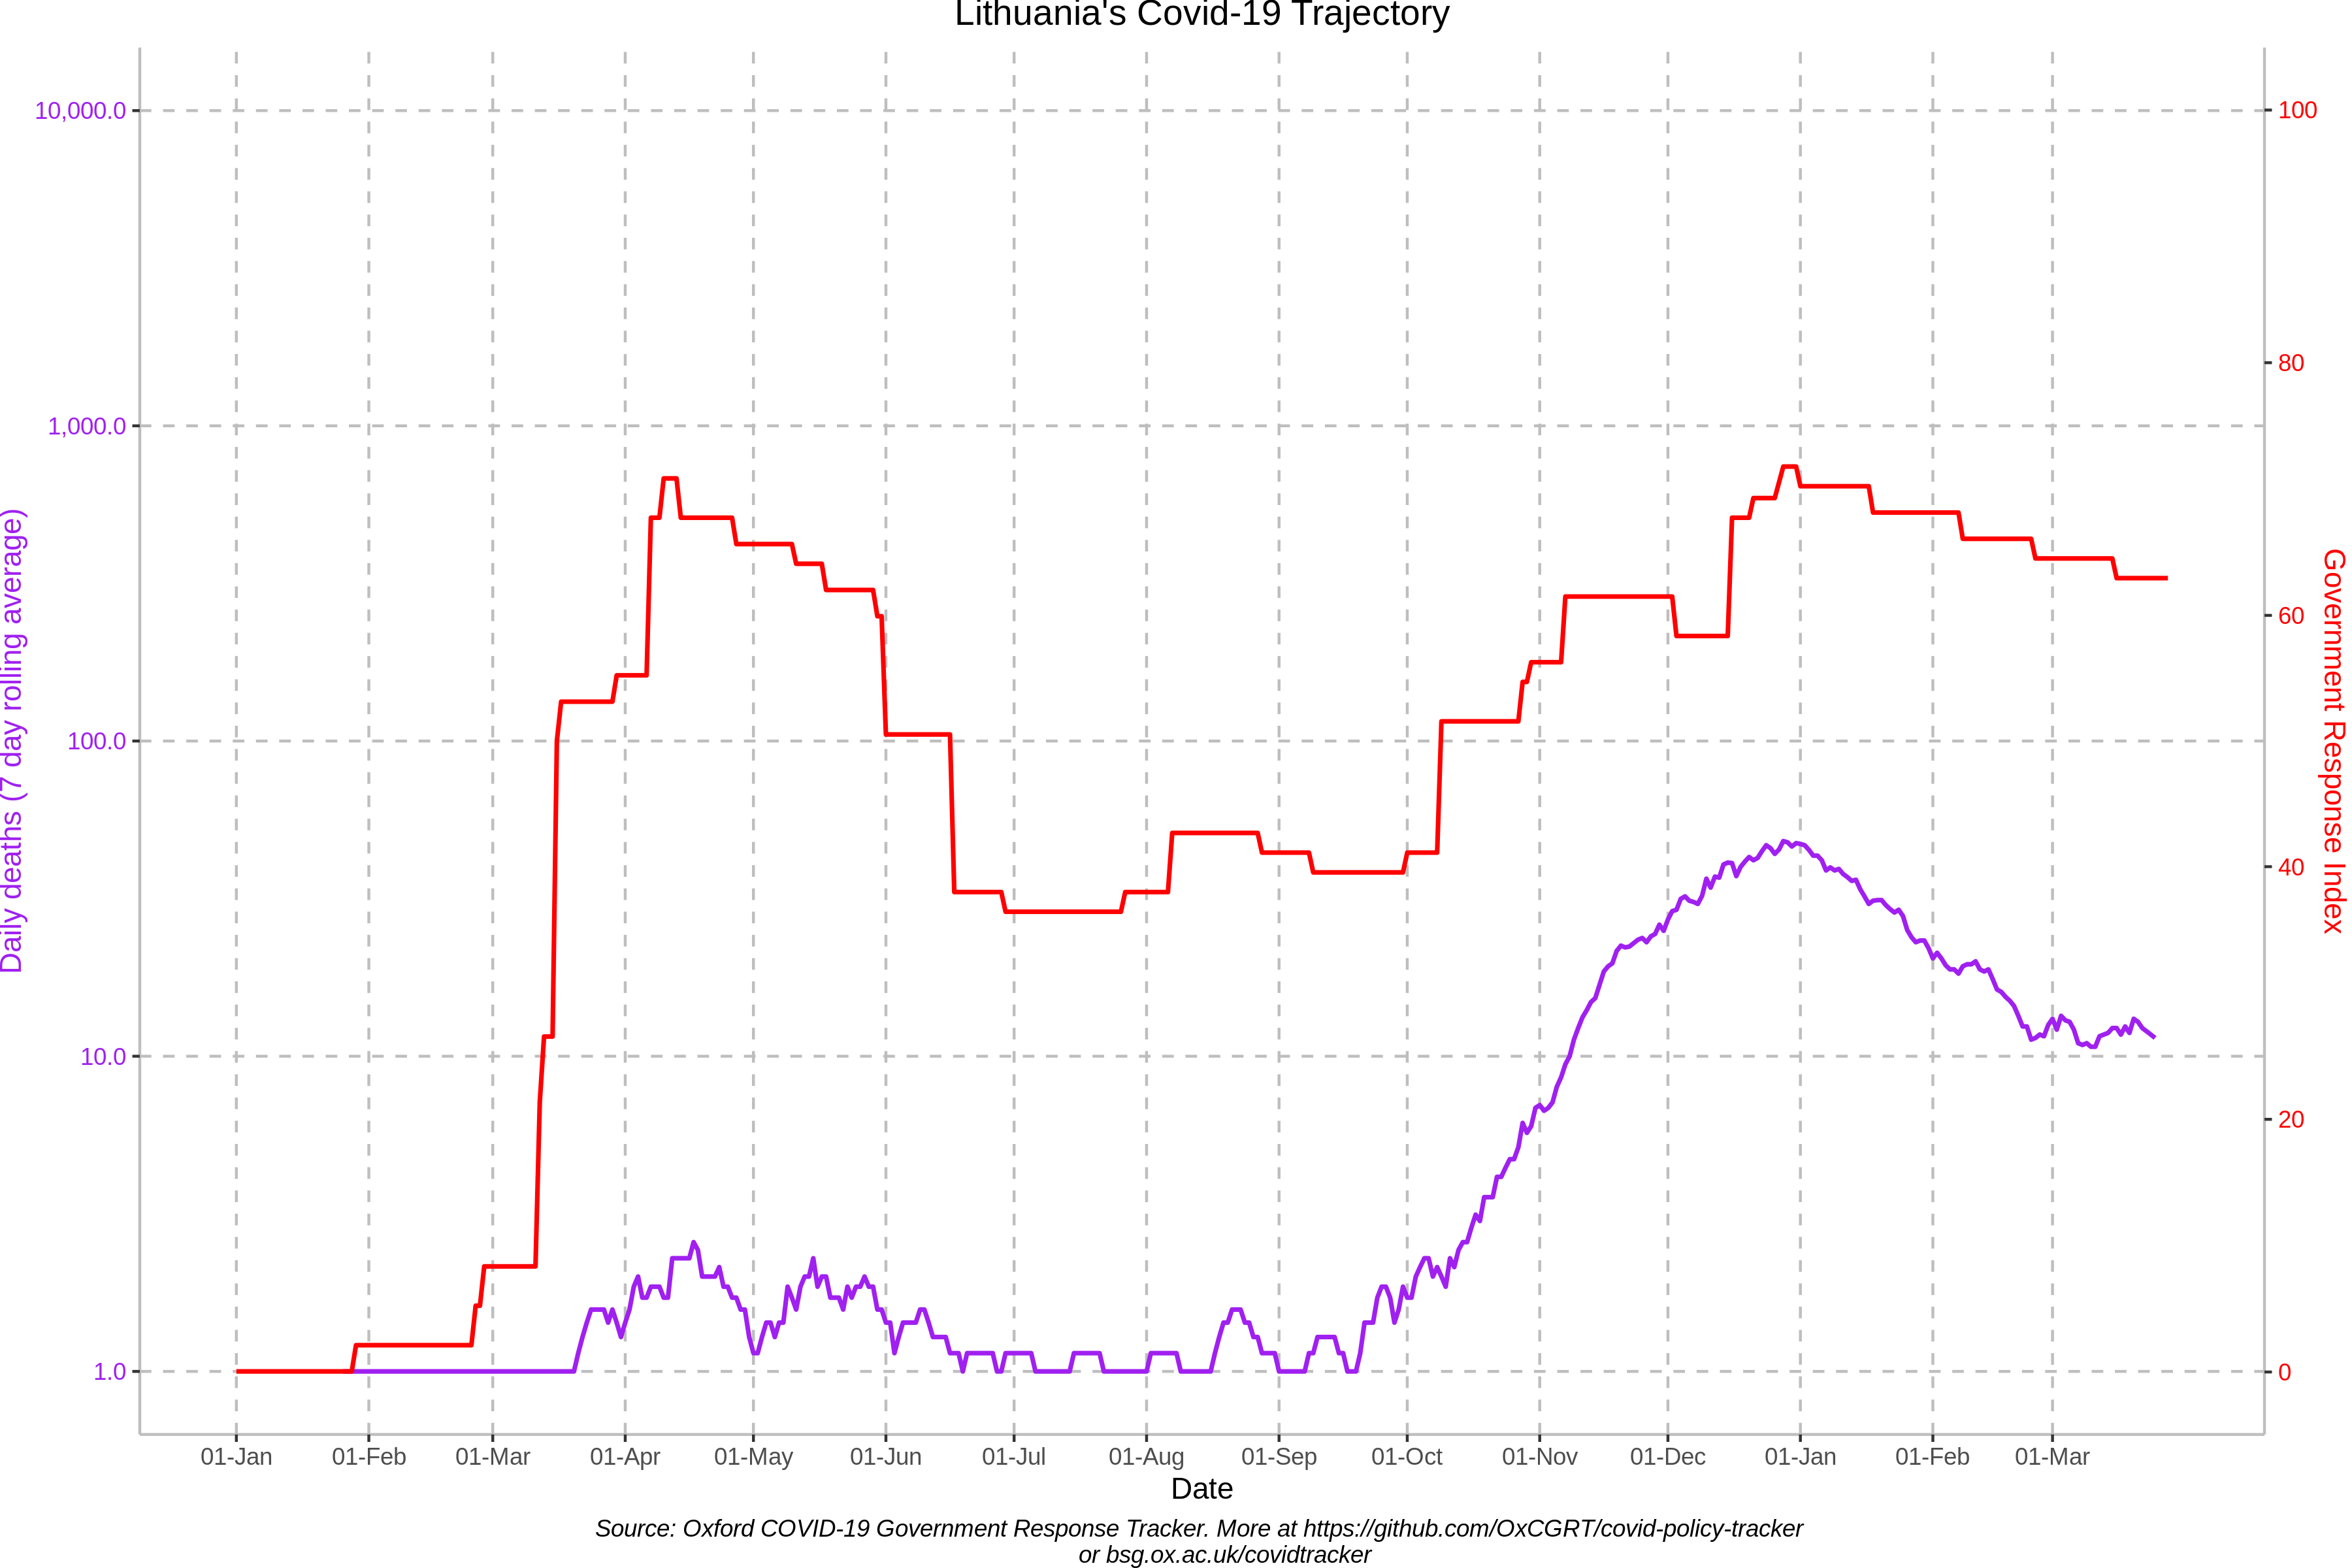 Lithuania's Covid-19 Trajectory
Daily deaths (7 day rolling average)
10,000.0
1,000.0
100.0
10.0
1.0
100
80
60
40
20
0
Government Response Index
01-Jan 01-Feb 01-Mar 01-Apr 01-May 01-Jun 01-Jul 01-Aug 01-Sep 01-Oct 01-Nov 01-Dec 01-Jan 01-Feb 01-Mar
Date
Source: Oxford COVID-19 Government Response Tracker. More at https://github.com/OxCGRT/covid-policy-tracker
or bsg.ox.ac.uk/covidtracker